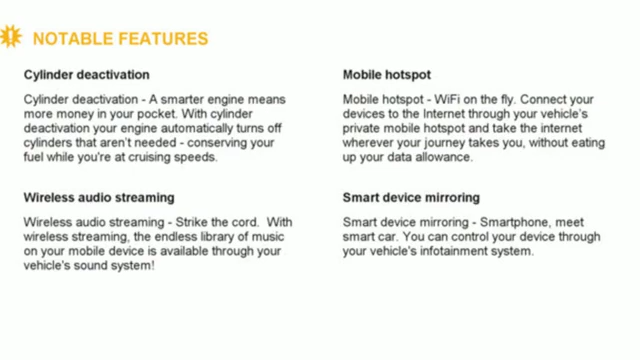 NOTABLE FEATURES
Cylinder deactivation
Cylinder deactivation - A smarter engine means
more money in your pocket. With cylinder
deactivation your engine automatically turns off
cylinders that aren't needed - conserving your
fuel while you're at cruising speeds.
Wireless audio streaming
Wireless audio streaming - Strike the cord.  With
wireless streaming, the endless library of music
on your mobile device is available through your
vehicle's sound system!
Mobile hotspot
Mobile hotspot - WiFi on the fly. Connect your
devices to the Internet through your vehicle's
private mobile hotspot and take the internet
wherever your journey takes you, without eating
up your data allowance.
Smart device mirroring
Smart device mirroring - Smartphone, meet
smart car. You can control your device through
your vehicle's infotainment system.